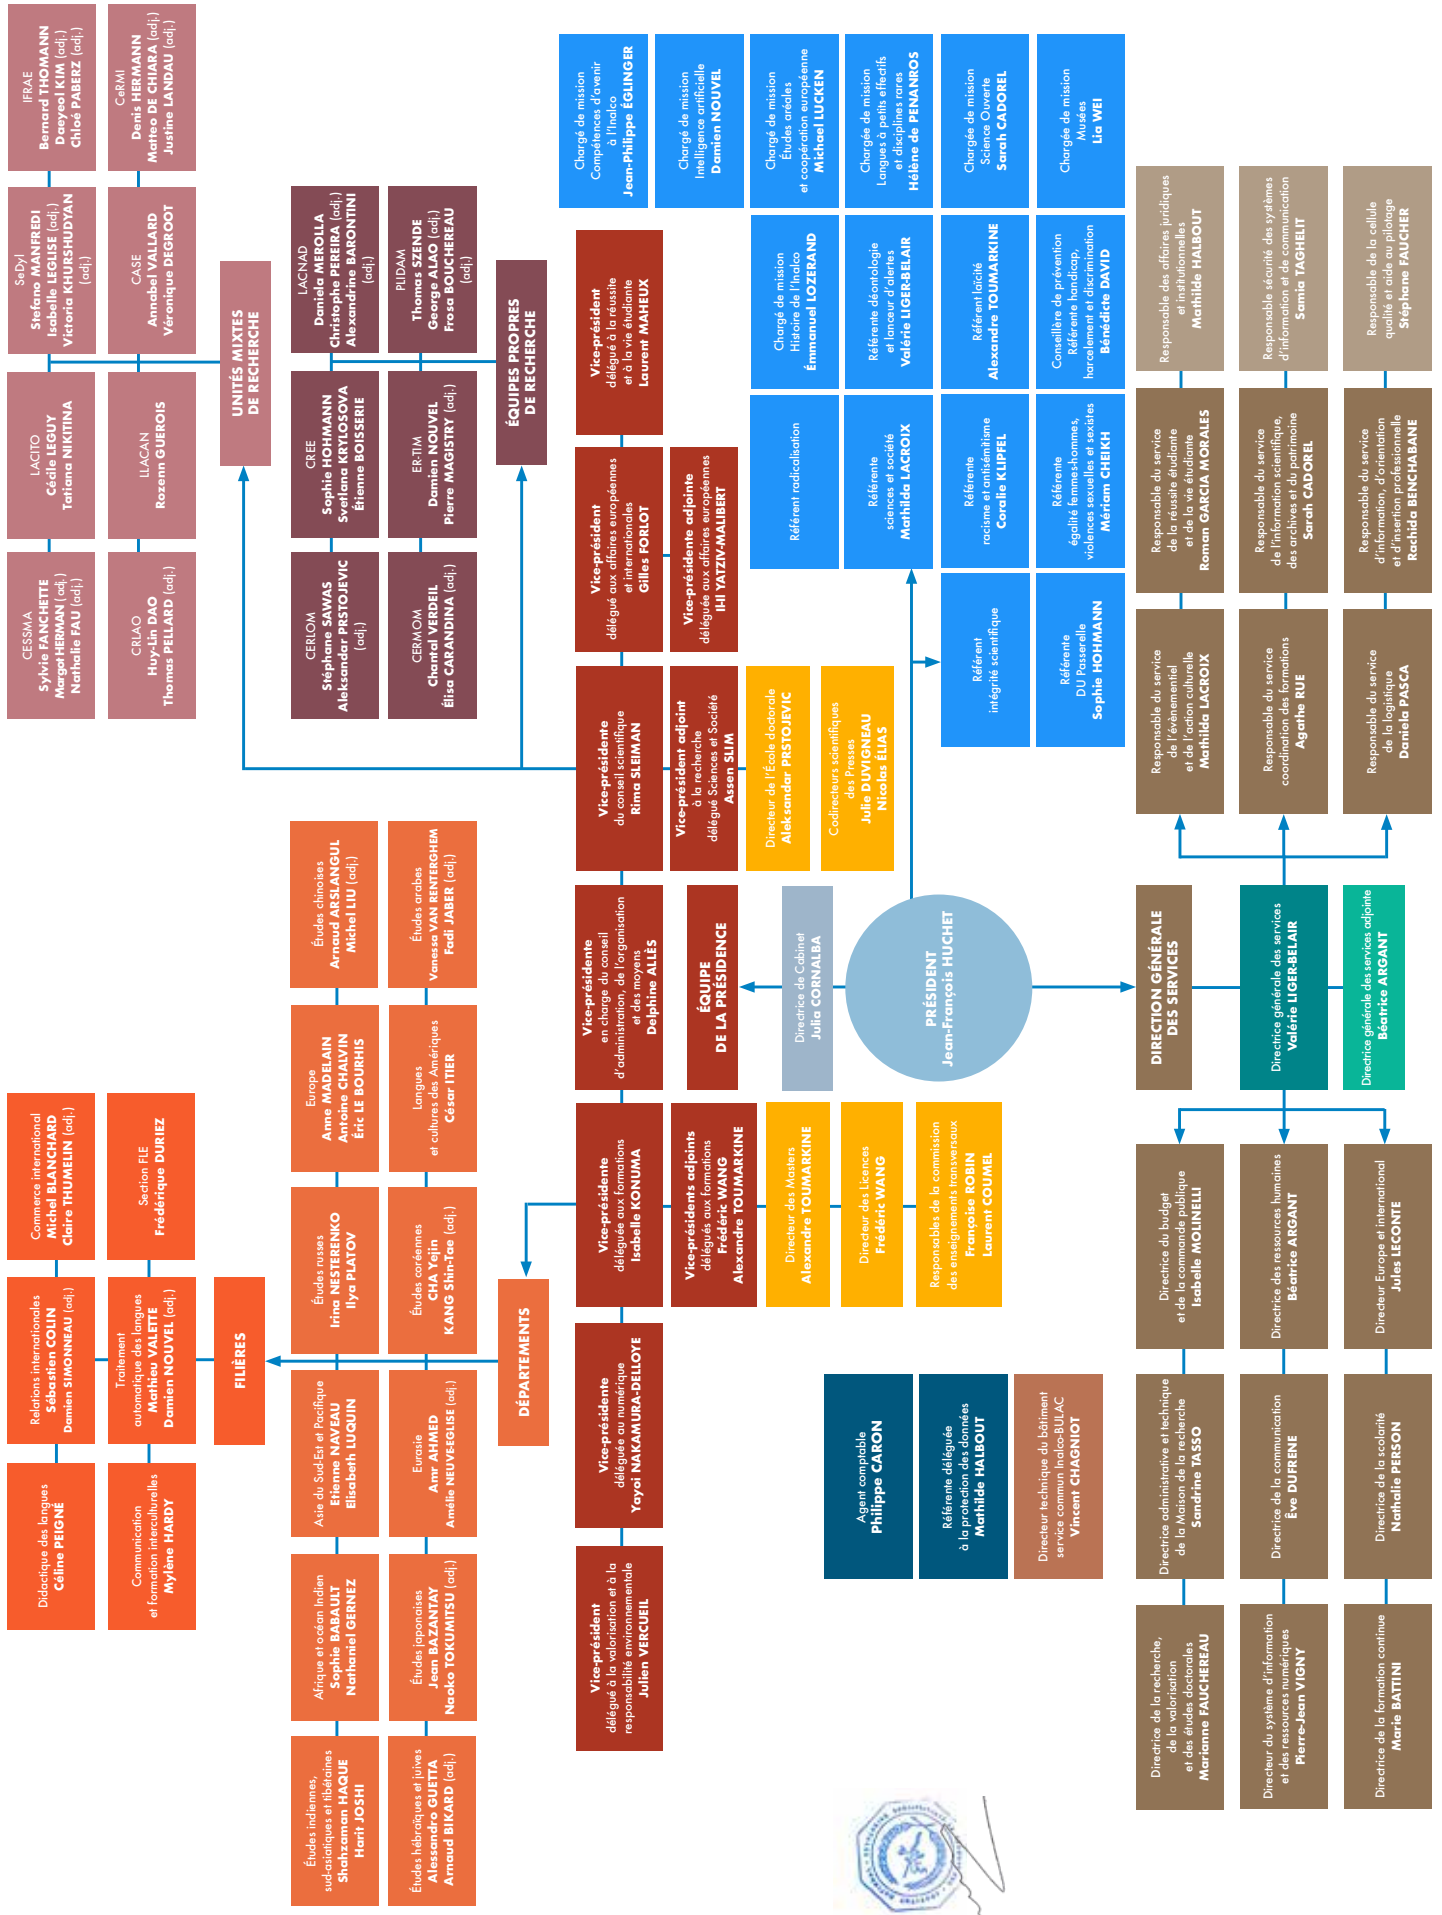 Didactique des langues
Céline PEIGNÉ
Relations internationales
Sébastien COLIN
Damien SIMONNEAU (adj.)
Commerce international
Michel BLANCHARD
Claire THUMELIN (adj.)
Communication
et formation interculturelles
Mylène HARDY
Traitement
automatique des langues
Mathieu VALETTE
Damien NOUVEL (adj.)
Section FLE
Frédérique DURIEZ
FILIÈRES
CESSMA
Sylvie FANCHETTE
Margot HERMAN (adj.)
Nathalie FAU (adj.)
LACITO
Cécile LEGUY
Tatiana NIKITINA
SeDyl
Stefano MANFREDI
Isabelle LEGLISE (adj.)
Victoria KHURSHUDYAN
(adj.)
IFRAE
Bernard THOMANN
Daeyeol KIM (adj.)
Chloé PABERZ (adj.)
CRLAO
Huy-Lin DAO
Thomas PELLARD (adj.)
LLACAN
Rozenn GUEROIS
CASE
Annabel VALLARD
Véronique DEGROOT
CeRMI
Denis HERMANN
Matteo DE CHIARA (adj.)
Justine LANDAU (adj.)
UNITÉS MIXTES
DE RECHERCHE
Études indiennes,
sud-asiatiques et tibétaines
Shahzaman HAQUE
Harit JOSHI
Afrique et océan Indien
Sophie BABAULT
Nathaniel GERNEZ
Asie du Sud-Est et Pacifique
Etienne NAVEAU
Elisabeth LUQUIN
Études russes
Irina NESTERENKO
Ilya PLATOV
Europe
Anne MADELAIN
Antoine CHALVIN
Éric LE BOURHIS
Études chinoises
Arnaud ARSLANGUL
Michel LIU (adj.)
Études hébraïques et juives
Alessandro GUETTA
Arnaud BIKARD (adj.)
Études japonaises
Jean BAZANTAY
Naoko TOKUMITSU (adj.)
Eurasie
Amr AHMED
Amélie NEUVE-EGLISE (adj.)
Études coréennes
CHA Yejin
KANG Shin-Tae (adj.)
Langues
et cultures des Amériques
César ITIER
Études arabes
Vanessa VAN RENTERGHEM
Fadi JABER (adj.)
DÉPARTEMENTS
CERLOM
Stéphane SAWAS
Aleksandar PRSTOJEVIC
(adj.)
CREE
Sophie HOHMANN
Svetlana KRYLOSOVA
Étienne BOISSERIE
LACNAD
Daniela MEROLLA
Christophe PEREIRA (adj.)
Alexandrine BARONTINI
(adj.)
CERMOM
Chantal VERDEIL
Élisa CARANDINA (adj.)
ER-TIM
Damien NOUVEL
Pierre MAGISTRY (adj.)
PLIDAM
Thomas SZENDE
George ALAO (adj.)
Frosa BOUCHEREAU
(adj.)
ÉQUIPES PROPRES
DE RECHERCHE
Vice-président
délégué à la valorisation et à la
responsabilité environnementale
Julien VERCUEIL
Vice-présidente
déléguée au numérique
Yayoi NAKAMURA-DELLOYE
Vice-présidente
déléguée aux formations
Isabelle KONUMA
Vice-présidente
en charge du conseil
d'administration, de l'organisation
et des moyens
Delphine ALLÈS
Vice-présidente
du conseil scientifique
Rima SLEIMAN
Vice-président
délégué aux affaires européennes
et internationales
Gilles FORLOT
Vice-président
délégué à la réussite
et à la vie étudiante
Laurent MAHEUX
Vice-présidents adjoints
délégués aux formations
Frédéric WANG
Alexandre TOUMARKINE
ÉQUIPE
DE LA PRÉSIDENCE
Vice-président adjoint
à la recherche
délégué Sciences et Société
Assen SLIM
Vice-présidente adjointe
déléguée aux affaires européennes
Il-Il YATZIV-MALIBERT
Directeur des Masters
Alexandre TOUMARKINE
Directeur des Licences
Frédéric WANG
Responsables de la commission
des enseignements transversaux
Françoise ROBIN
Laurent COUMEL
Directeur de l'École doctorale
Aleksandar PRSTOJEVIC
Codirecteurs scientifiques
des Presses
Julie DUVIGNEAU
Nicolas ÉLIAS
Directrice de Cabinet
Julia CORNALBA
PRÉSIDENT
Jean-François HUCHET
Agent comptable
Philippe CARON
Référente déléguée
à la protection des données
Mathilde HALBOUT
Directeur technique du bâtiment
service commun Inalco-BULAC
Vincent CHAGNIOT
Chargé de mission
Compétences d'avenir
à l'Inalco
Jean-Philippe ÉGLINGER
Chargé de mission
Intelligence artificielle
Damien NOUVEL
Référent radicalisation
Chargé de mission
Histoire de l'Inalco
Emmanuel LOZERAND
Chargé de mission
Études aréales
et coopération européenne
Michael LUCKEN
Référente
sciences et société
Mathilda LACROIX
Référente déontologie
et lanceur d'alertes
Valérie LIGER-BELAIR
Chargée de mission
Langues à petits effectifs
et disciplines rares
Hélène de PENANROS
Référent
intégrité scientifique
Référente
racisme et antisémitisme
Coralie KLIPFEL
Référent laïcité
Alexandre TOUMARKINE
Chargée de mission
Science Ouverte
Sarah CADOREL
Référente
DU Passerelle
Sophie HOHMANN
Référente
égalité femmes-hommes,
violences sexuelles et sexistes
Mériam CHEIKH
Conseillère de prévention
Référente handicap,
harcelement et discrimination
Bénédicte DAVID
Chargée de mission
Musées
Lia WEI
DIRECTION GÉNÉRALE
DES SERVICES
Directrice générale des services
Valérie LIGER-BELAIR
Directrice générale des services adjointe
Béatrice ARGANT
Directrice de la recherche,
de la valorisation
et des études doctorales
Marianne FAUCHEREAU
Directrice administrative et technique
de la Maison de la recherche
Sandrine TASSO
Directrice du budget
et de la commande publique
Isabelle MOLINELLI
Directeur du système d'information
et des ressources numériques
Pierre-Jean VIGNY
Directrice de la communication
Ève DUFRENE
Directrice des ressources humaines
Béatrice ARGANT
Directrice de la formation continue
Marie BATTINI
Directrice de la scolarité
Nathalie PERSON
Directeur Europe et international
Jules LECONTE
Responsable du service
de l'évènementiel
et de l'action culturelle
Mathilda LACROIX
Responsable du service
de la réussite étudiante
et de la vie étudiante
Roman GARCIA MORALES
Responsable des affaires juridiques
et institutionnelles
Mathilde HALBOUT
Responsable du service
coordination des formations
Agathe RUE
Responsable du service
de l'information scientifique,
des archives et du patrimoine
Sarah CADOREL
Responsable sécurité des systèmes
d'information et de communication
Samia TAGHELIT
Responsable du service
de la logistique
Daniela PASCA
Responsable du service
d'information, d'orientation
et d'insertion professionnelle
Rachida BENCHABANE
Responsable de la cellule
qualité et aide au pilotage
Stéphane FAUCHER